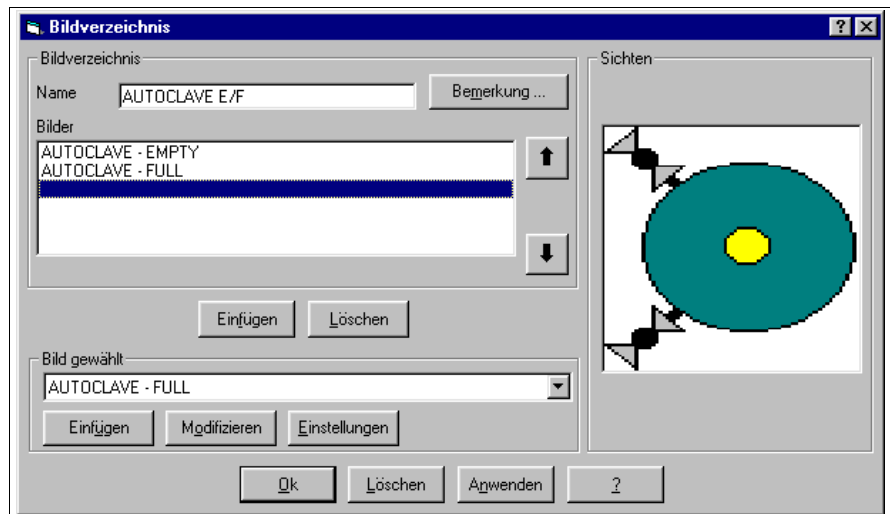 Bildverzeichnis
Bildverzeichnis
Name
AUTOCLAVE E/F
Bemerkung ...
Bilder
AUTOCLAVE - EMPTY
AUTOCLAVE - FULL
Einfügen
Löschen
Bild gewählt
AUTOCLAVE - FULL
Einfügen
Modifizieren
Einstellungen
Sichten
Ok
Löschen
Anwenden
?